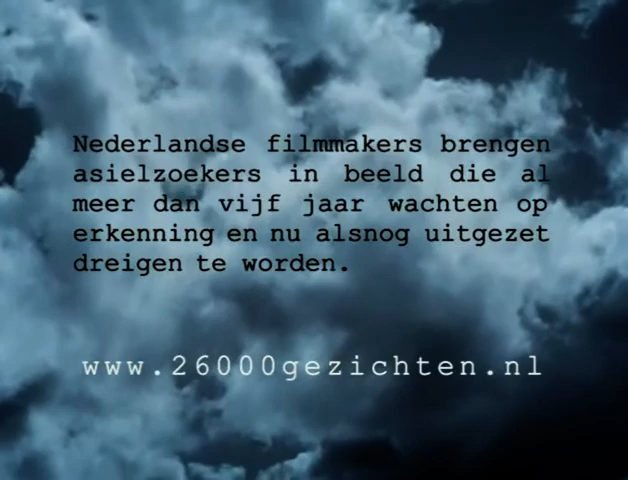 Nederlandse filmmakers brengen
asielzoekers in beeld die al
meer dan vijf jaar wachten op
erkenning en nu alsnog uitgezet
dreigen te worden.
www.26000gezichten.nl